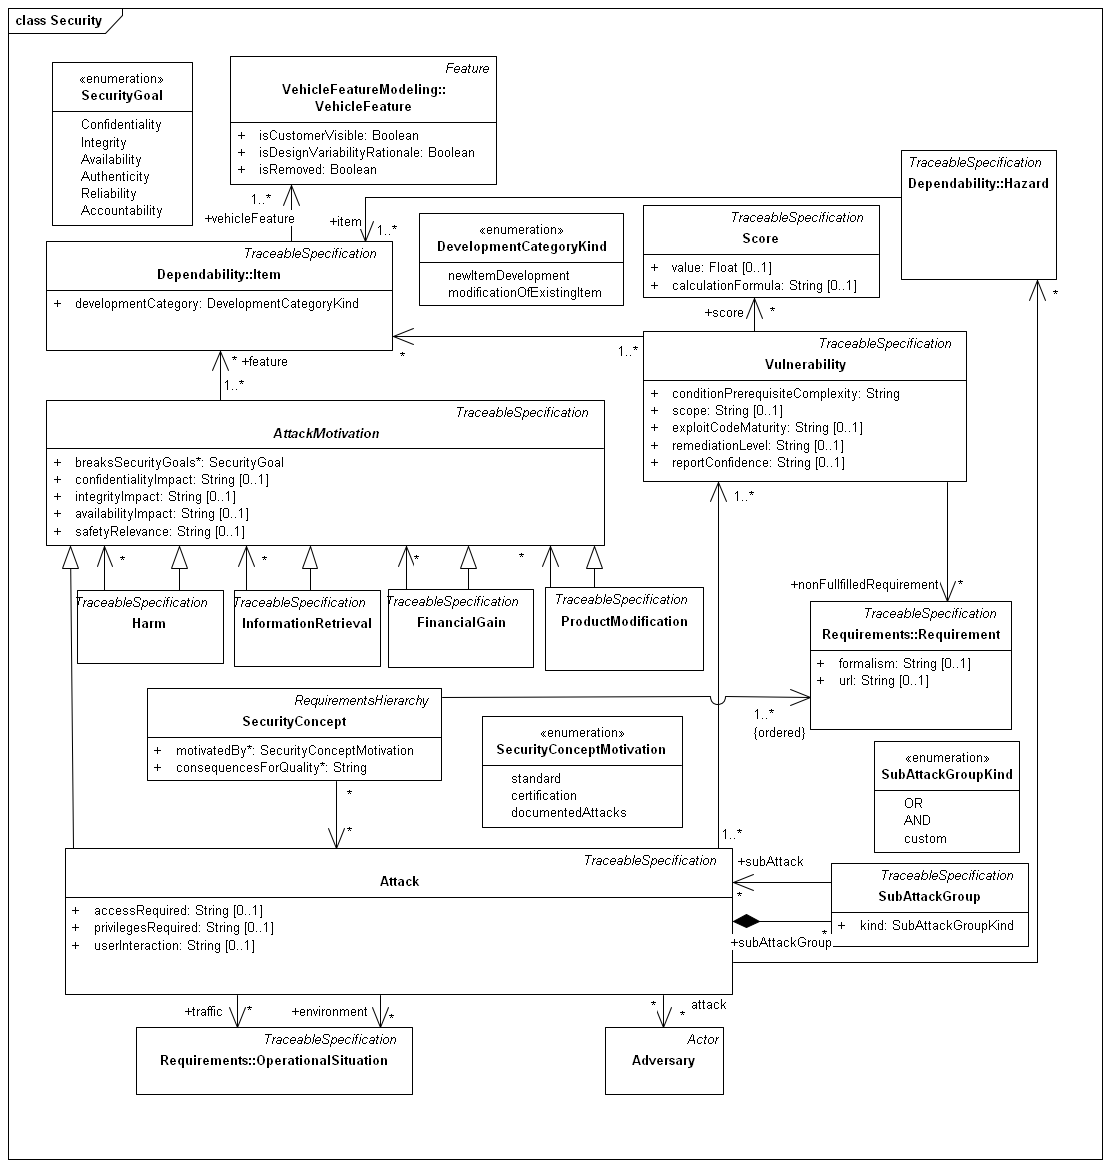 class Security
«enumeration»
SecurityGoal
Confidentiality
Integrity
Availability
Authenticity
Reliability
Accountability
Feature
VehicleFeatureModeling::
VehicleFeature
+ isCustomerVisible: Boolean
+ isDesignVariabilityRationale: Boolean
+ isRemoved: Boolean
TraceableSpecification
Dependability::Hazard
1..*
+vehicleFeature
+item
1..*
«enumeration»
DevelopmentCategoryKind
newItemDevelopment
modificationOfExistingItem
TraceableSpecification
Score
+ value: Float [0..1]
+ calculationFormula: String [0..1]
TraceableSpecification
Dependability::Item
+ developmentCategory: DevelopmentCategoryKind
*
+score
*
*
1..*
TraceableSpecification
Vulnerability
+ conditionPrerequisiteComplexity: String
+ scope: String [0..1]
+ exploitCodeMaturity: String [0..1]
+ remediationLevel: String [0..1]
+ reportConfidence: String [0..1]
* +feature
1..*
TraceableSpecification
AttackMotivation
+ breaksSecurityGoals*: SecurityGoal
+ confidentialityImpact: String [0..1]
+ integrityImpact: String [0..1]
+ availabilityImpact: String [0..1]
+ safetyRelevance: String [0..1]
1..*
*
*
*
*
TraceableSpecification
Harm
TraceableSpecification
InformationRetrieval
TraceableSpecification
FinancialGain
TraceableSpecification
ProductModification
+nonFullfilledRequirement
*
TraceableSpecification
Requirements::Requirement
+ formalism: String [0..1]
+ url: String [0..1]
RequirementsHierarchy
SecurityConcept
+ motivatedBy*: SecurityConceptMotivation
+ consequencesForQuality*: String
1..*
{ordered}
«enumeration»
SecurityConceptMotivation
standard
certification
documentedAttacks
«enumeration»
SubAttackGroupKind
OR
AND
custom
*
*
1..*
TraceableSpecification
Attack
+ accessRequired: String [0..1]
+ privilegesRequired: String [0..1]
+ userInteraction: String [0..1]
+subAttack
*
TraceableSpecification
SubAttackGroup
+ kind: SubAttackGroupKind
+subAttackGroup
*
+traffic
*
+environment
*
*
*
attack
TraceableSpecification
Requirements::OperationalSituation
Actor
Adversary